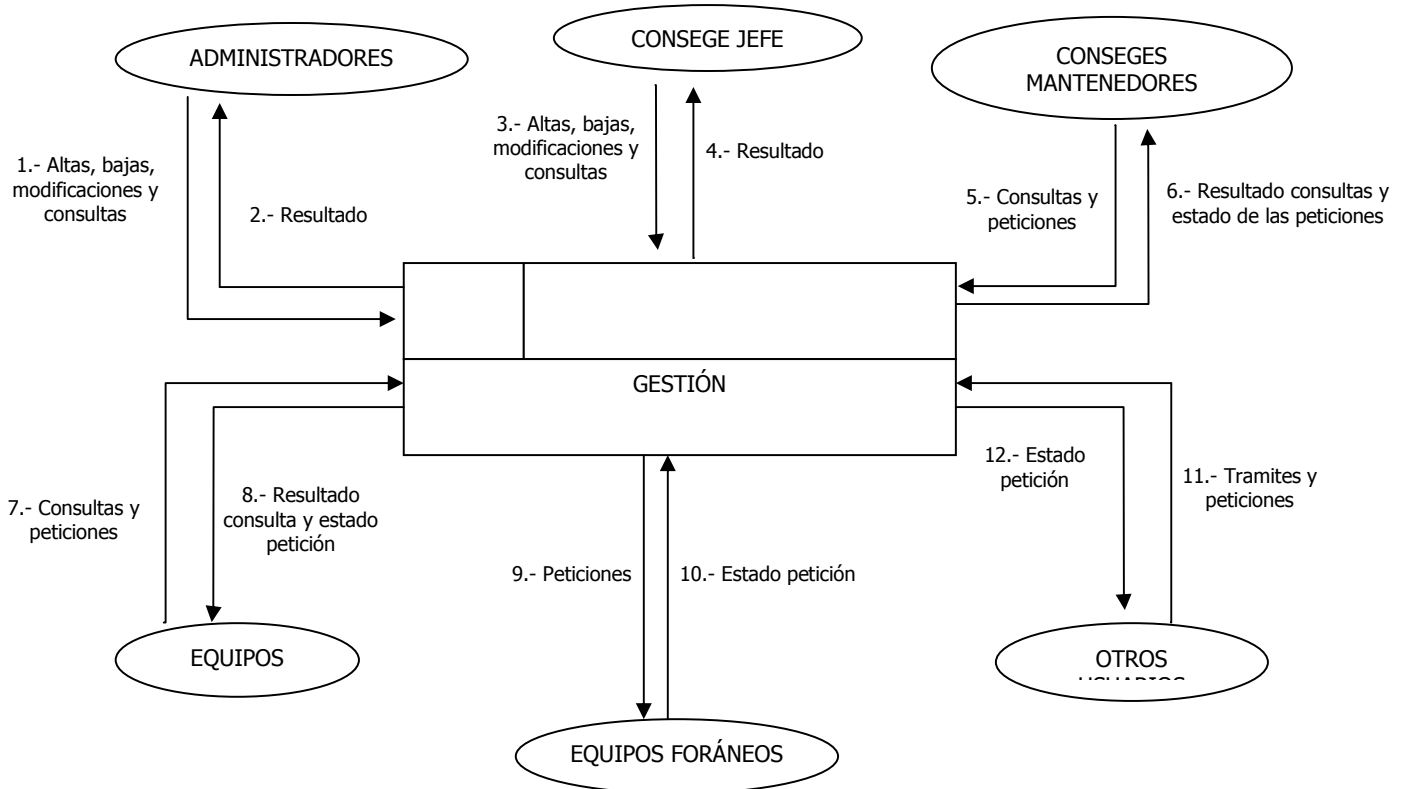 ADMINISTRADORES
CONSEGE JEFE
CONSEGES
MANTENEDORES
1.- Altas, bajas,
modificaciones y
consultas
2.- Resultado
3.- Altas, bajas,
modificaciones y
consultas
4.- Resultado
5.- Consultas y
peticiones
6.- Resultado consultas y
estado de las peticiones
GESTIÓN
7.- Consultas y
peticiones
8.- Resultado
consulta y estado
petición
9.- Peticiones
10.- Estado petición
12.- Estado
petición
11.- Tramites y
peticiones
EQUIPOS
EQUIPOS FORÁNEOS
OTROS